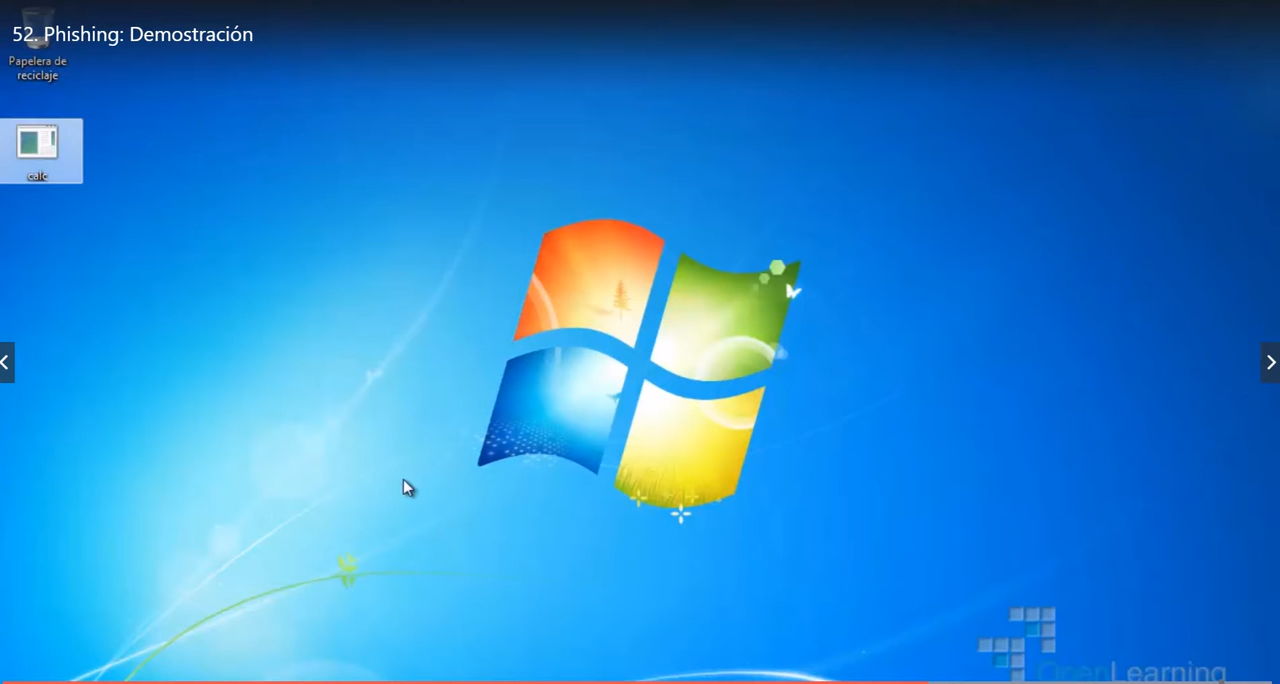 52. Phishing: Demostración
Papelera de
reciclaje
calc
OpenLearning